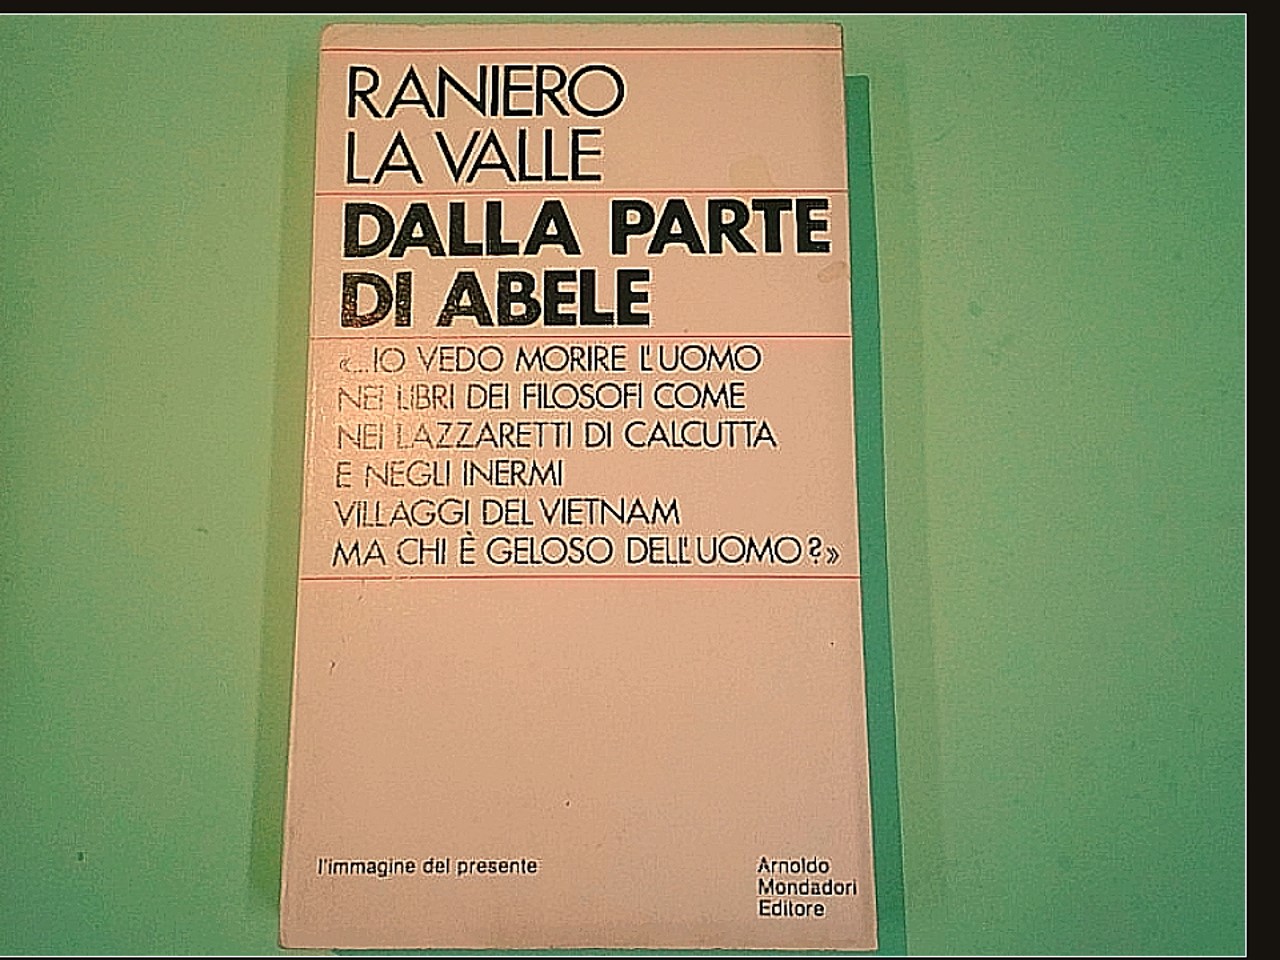 RANIERO
LA VALLE
DALLA PARTE
DI ABELE
«...IO VEDO MORIRE L'UOMO
NEI LIBRI DEI FILOSOFI COME
NEI LAZZARETTI DI CALCUTTA
E NEGLI INERMI
VILLAGGI DEL VIETNAM
MA CHI È GELOSO DELL'UOMO?»
l'immagine del presente
Arnoldo
Mondadori
Editore